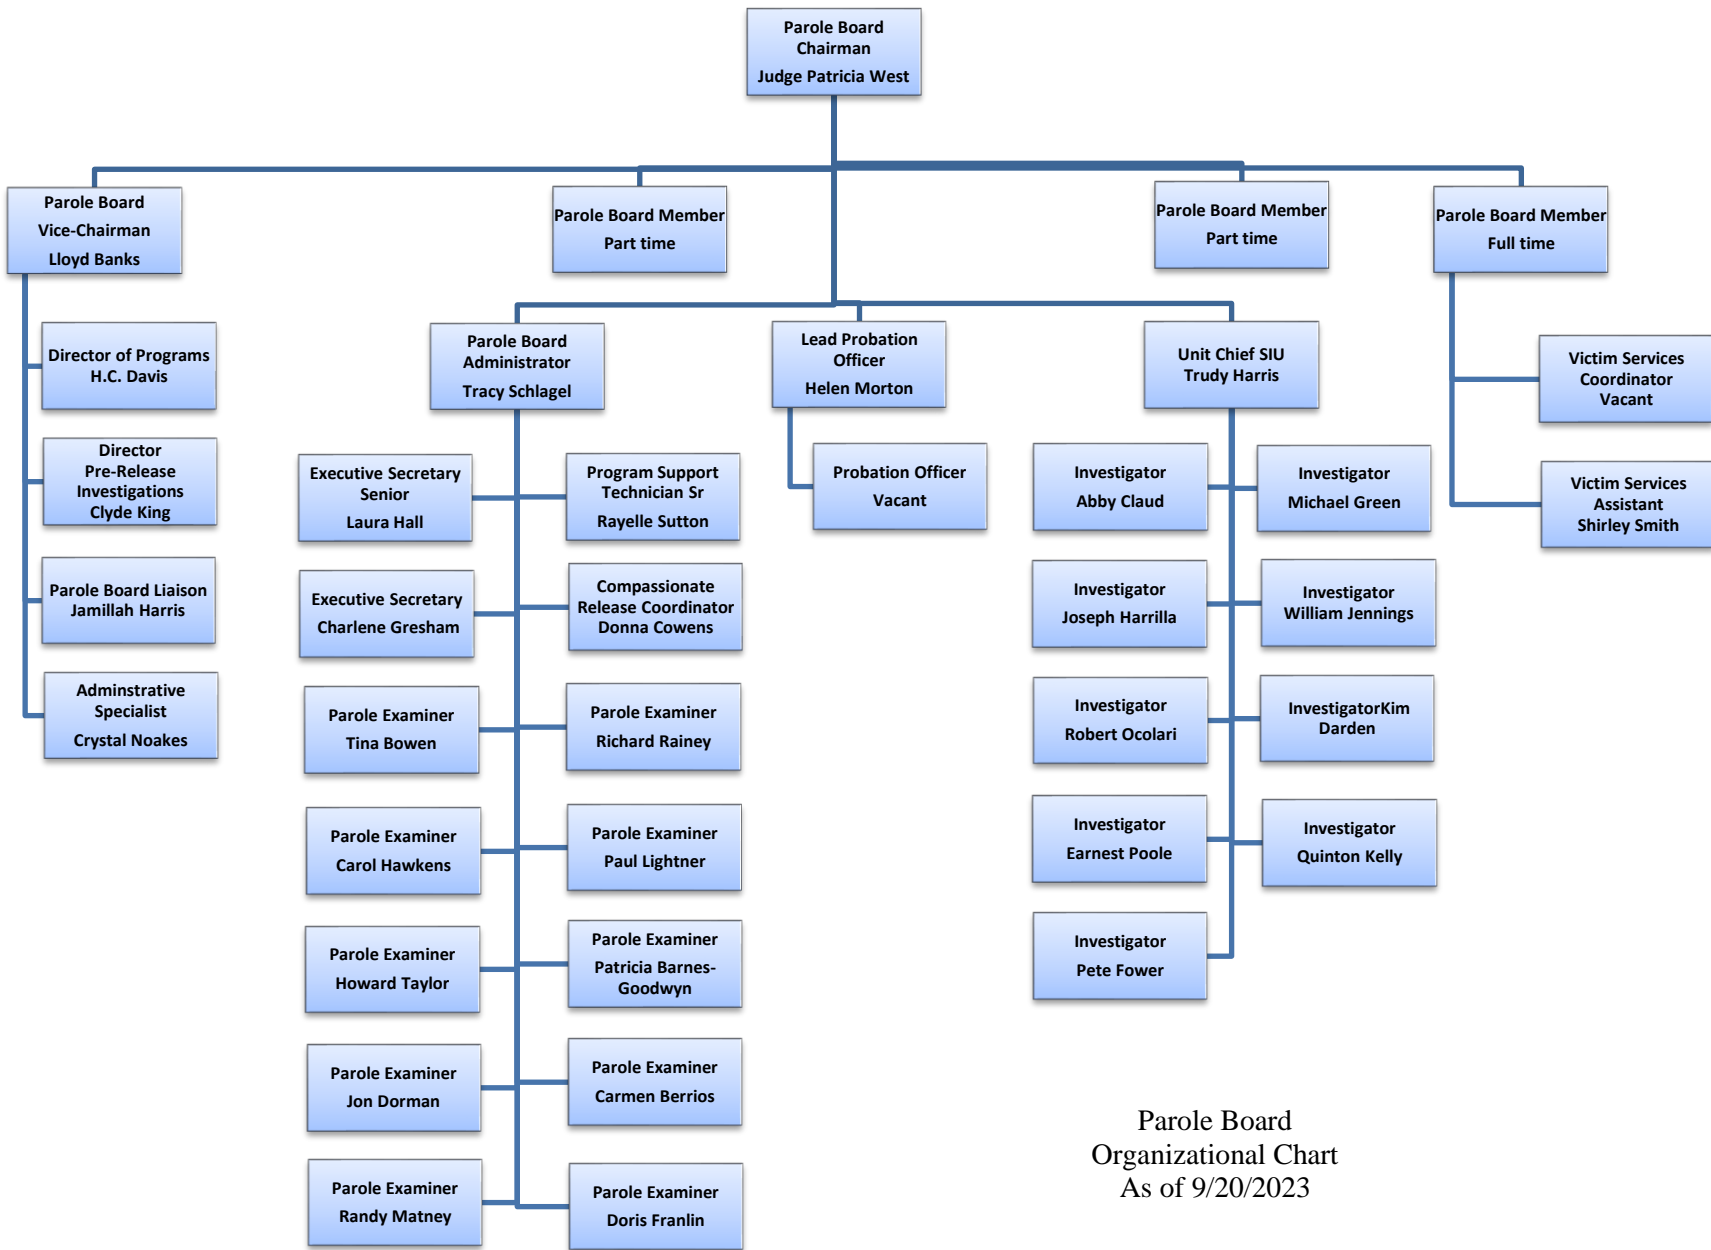 Parole Board
Chairman
Judge Patricia West
Parole Board
Vice-Chairman
Lloyd Banks
Parole Board Member
Part time
Parole Board Member
Part time
Parole Board Member
Full time
Director of Programs
H.C. Davis
Director
Pre-Release
Investigations
Clyde King
Parole Board Liaison
Jamillah Harris
Adminstrative
Specialist
Crystal Noakes
Parole Board
Administrator
Tracy Schlagel
Lead Probation
Officer
Helen Morton
Unit Chief SIU
Trudy Harris
Victim Services
Coordinator
Vacant
Victim Services
Assistant
Shirley Smith
Executive Secretary
Senior
Laura Hall
Program Support
Technician Sr
Rayelle Sutton
Executive Secretary
Charlene Gresham
Compassionate
Release Coordinator
Donna Cowens
Parole Examiner
Tina Bowen
Parole Examiner
Richard Rainey
Parole Examiner
Carol Hawkens
Parole Examiner
Paul Lightner
Parole Examiner
Howard Taylor
Parole Examiner
Patricia Barnes-
Goodwyn
Parole Examiner
Jon Dorman
Parole Examiner
Carmen Berrios
Parole Examiner
Randy Matney
Parole Examiner
Doris Franlin
Probation Officer
Vacant
Investigator
Abby Claud
Investigator
Michael Green
Investigator
Joseph Harrilla
Investigator
William Jennings
Investigator
Robert Ocolari
InvestigatorKim
Darden
Investigator
Earnest Poole
Investigator
Quinton Kelly
Investigator
Pete Fower
Parole Board
Organizational Chart
As of 9/20/2023